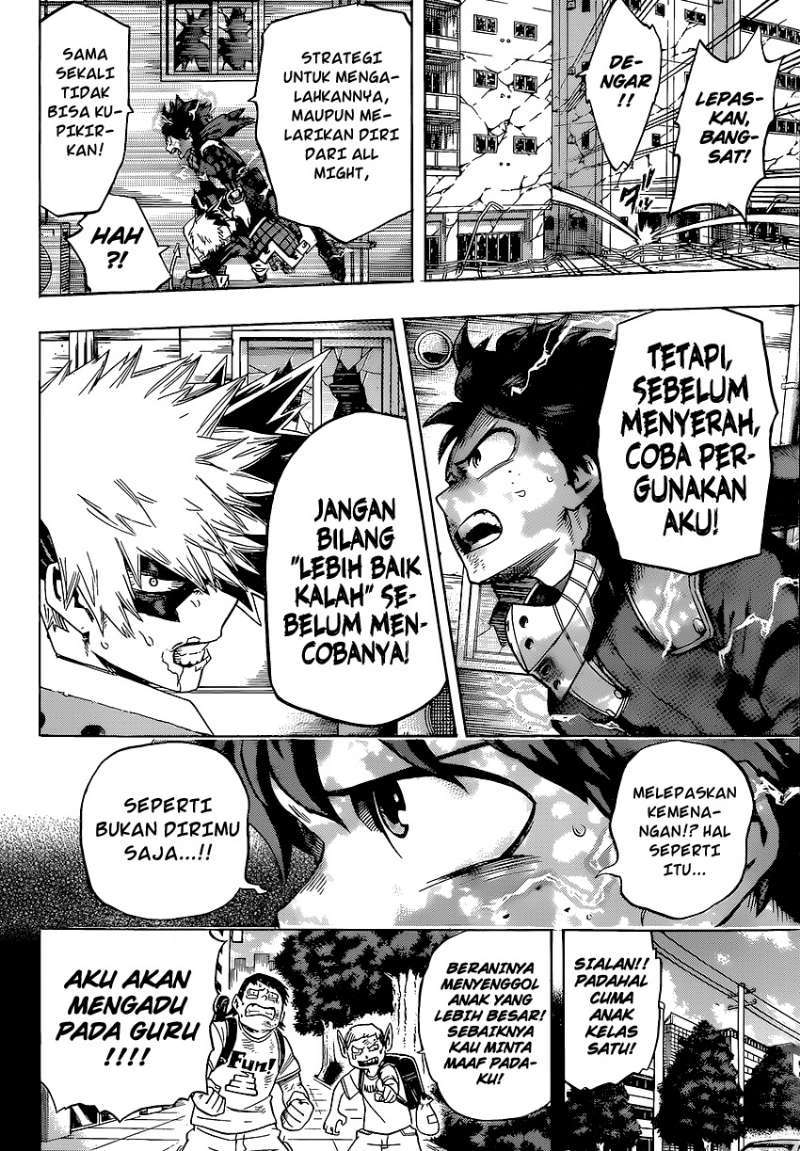 LEPAS-
KAN,
BANG-
SAT!
DE-
NGAR
!!
STRATEGI
UNTUK MENGA-
LAHKANNYA,
MAUPUN ME-
LARIKAN DIRI
DARI ALL
MIGHT,
SAMA
SEKALI
TIDAK
BISA KU-
PIKIR-
KAN!
HAH
?!
TETAPI,
SEBELUM
MENYERAH,
COBA PER-
GUNAKAN
AKU!
JANGAN
BILANG
"LEBIH BAIK
KALAH" SE-
BELUM MEN-
COBANYA!
MELEPASKAN
KEMENA-
NGAN!? HAL
SEPERTI
ITU...
SEPERTI
BUKAN DIRIMU
SAJA...!!
SIALAN!!
PADAHAL
CUMA
ANAK
KELAS
SATU!
BERANINYA
MENYENGGOL
ANAK YANG
LEBIH BESAR!
SEBAIKNYA
KAU MINTA
MAAF PADA-
KU!
AKU AKAN
MENGADU
PADA GURU
!!!!
Fun!